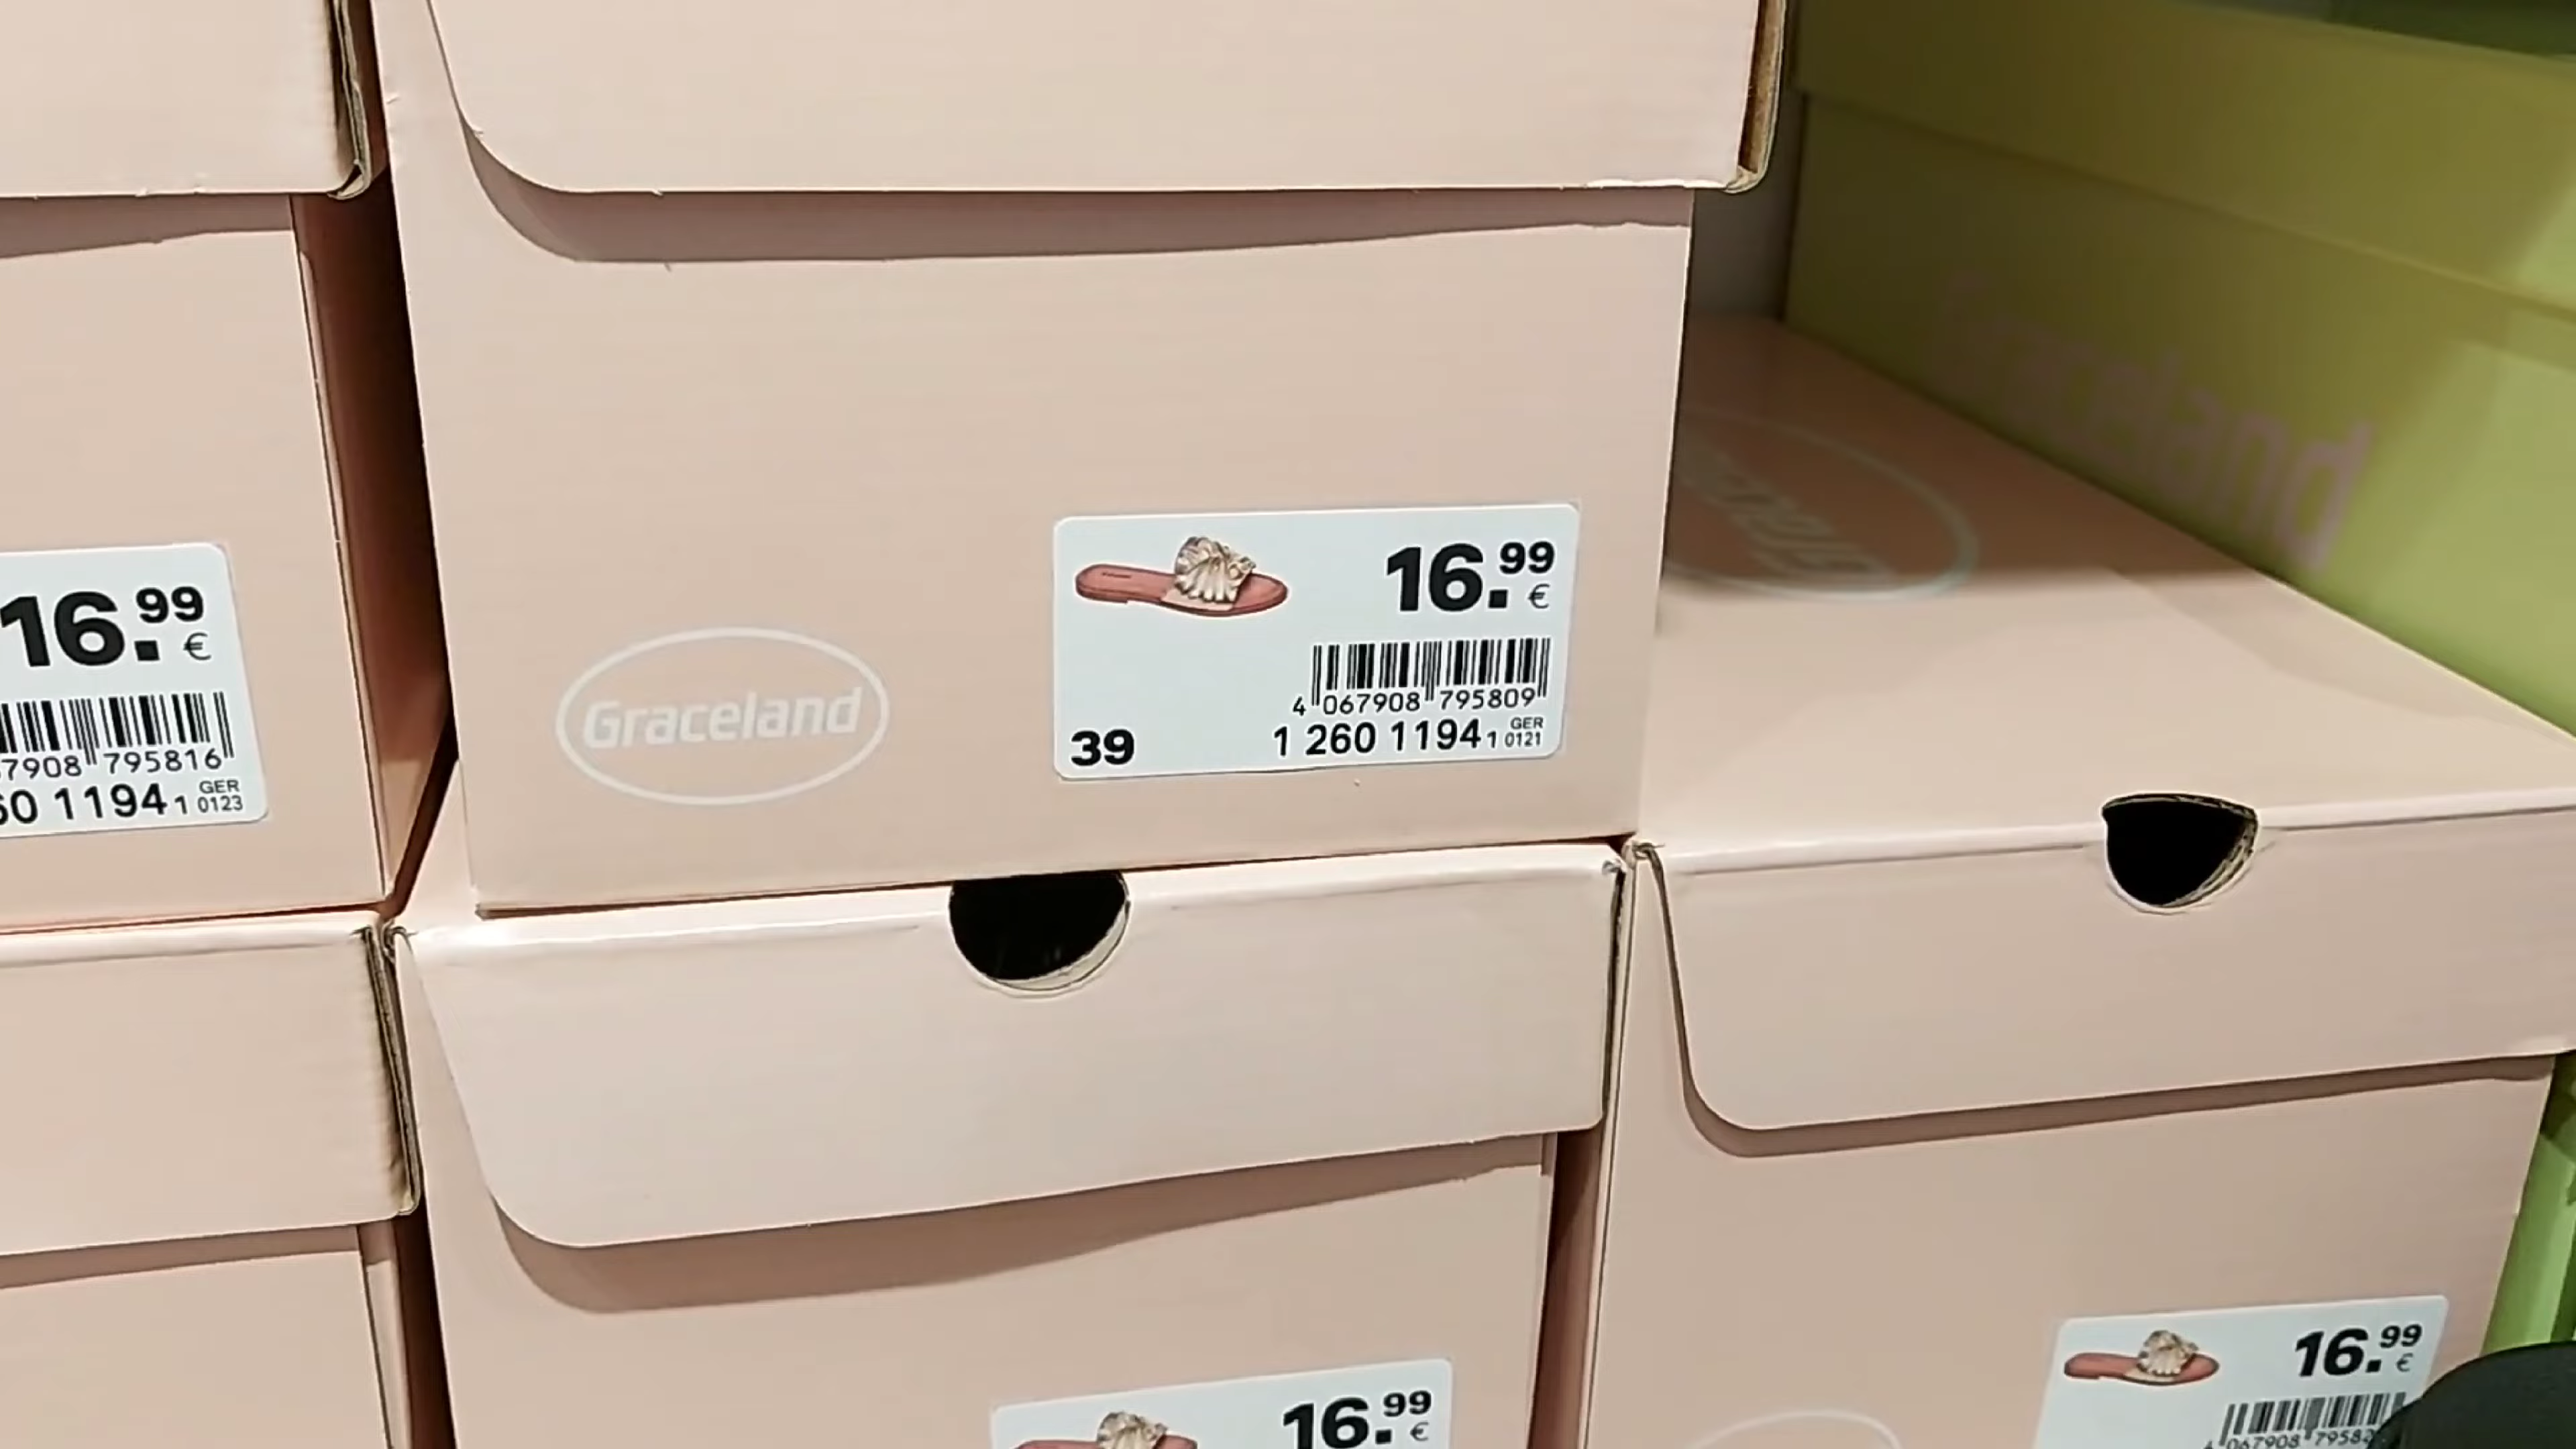 16.99
€
7908 795816
60 1194 1 GER 0123
Graceland
16.99
€
4 067908 795809
39
1 260 1194 1 GER 0121
Graceland
16.99
€
16.99
€